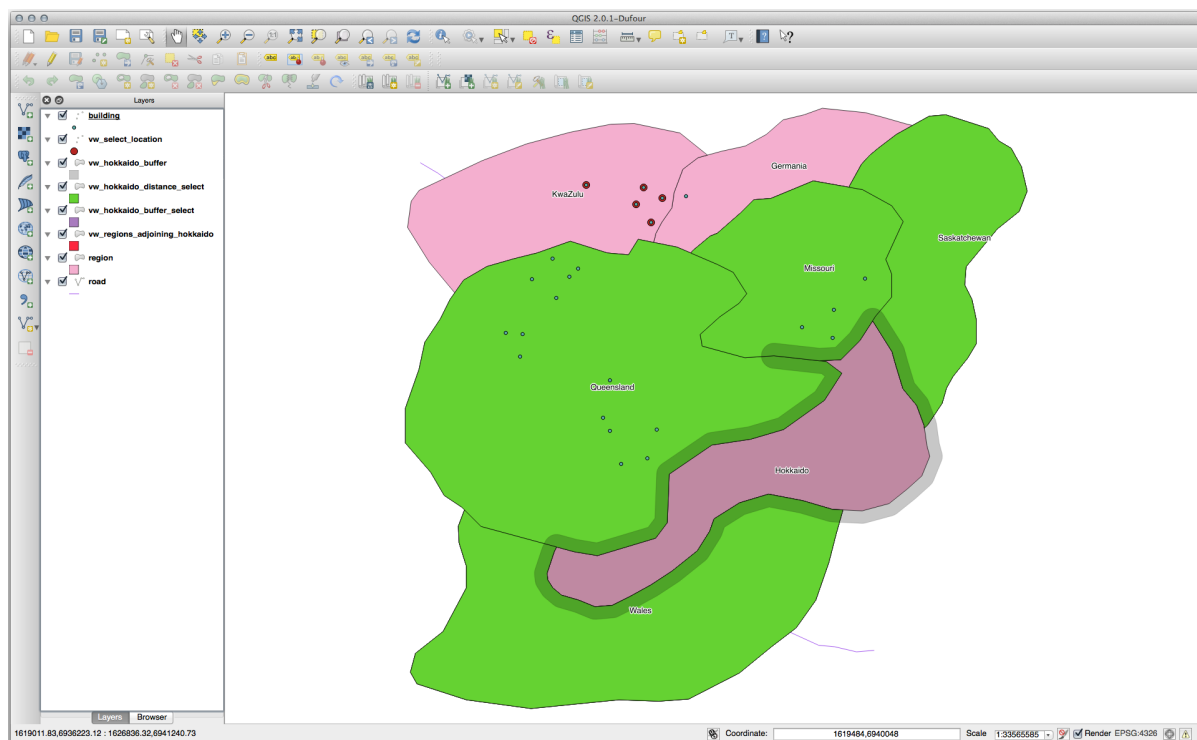 QGIS 2.0.1-Dufour
Layers
building
vw_select_location
vw_hokkaido_buffer
vw_hokkaido_distance_select
vw_hokkaido_buffer_select
vw_regions_adjoining_hokkaido
region
road
KwaZulu
Germania
Saskatchewan
Missouri
Queensland
Hokkaido
Wales
Layers Browser
1619011.83,6936223.12 : 1626836.32,6941240.73 Coordinate: 1619484,6940048 Scale 1:33565585 Render EPSG:4326